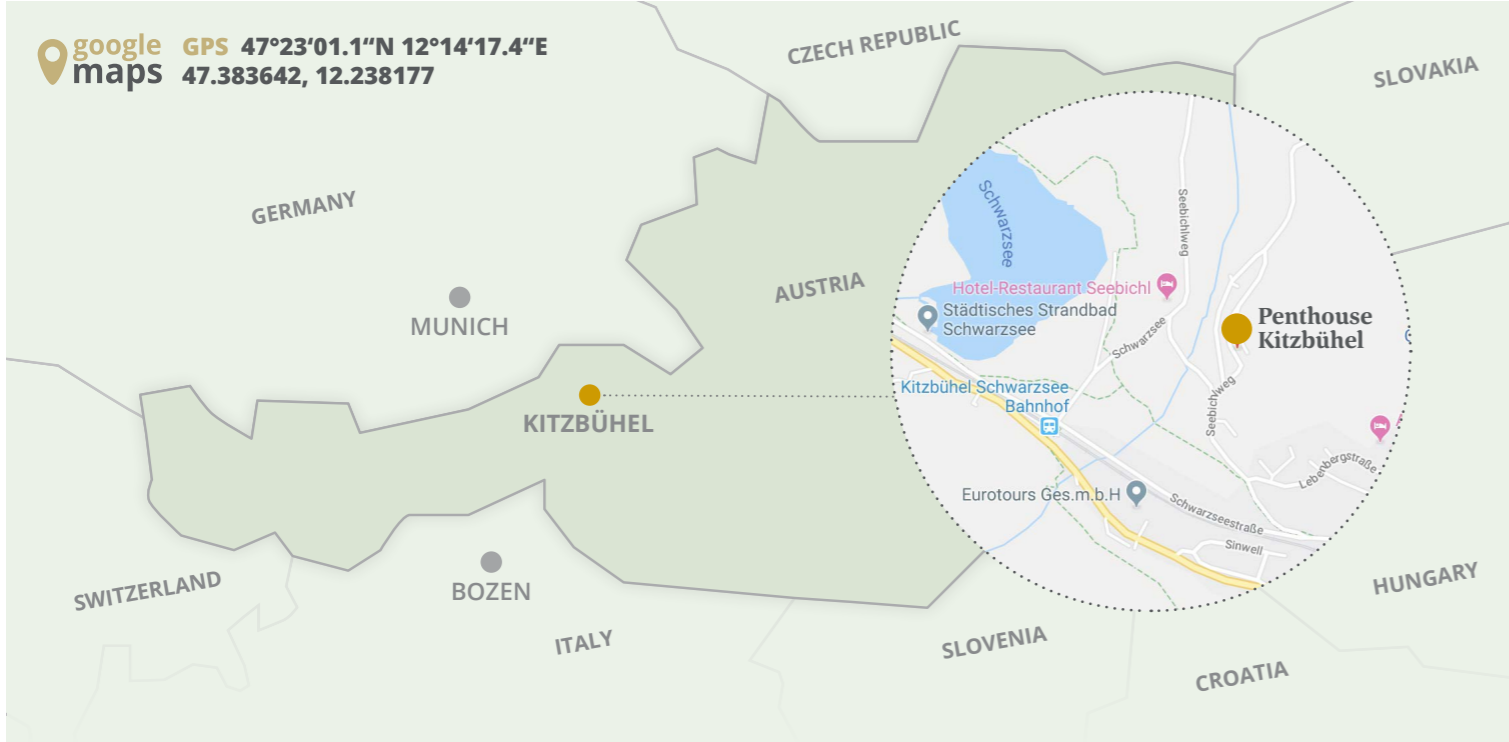 google
maps
GPS 47°23‘01.1“N 12°14‘17.4“E
47.383642, 12.238177
CZECH REPUBLIC
SLOVAKIA
GERMANY
MUNICH
AUSTRIA
KITZBÜHEL
SWITZERLAND
BOZEN
ITALY
SLOVENIA
CROATIA
HUNGARY
Schwarzsee
Seebichlweg
Hotel-Restaurant Seebichl
Städtisches Strandbad
Schwarzsee
Schwarzsee
Penthouse
Kitzbühel
Kitzbühel Schwarzsee
Bahnhof
Seebichlweg
Lebenbergstraße
Eurotours Ges.m.b.H
Schwarzseestraße
Sinwell